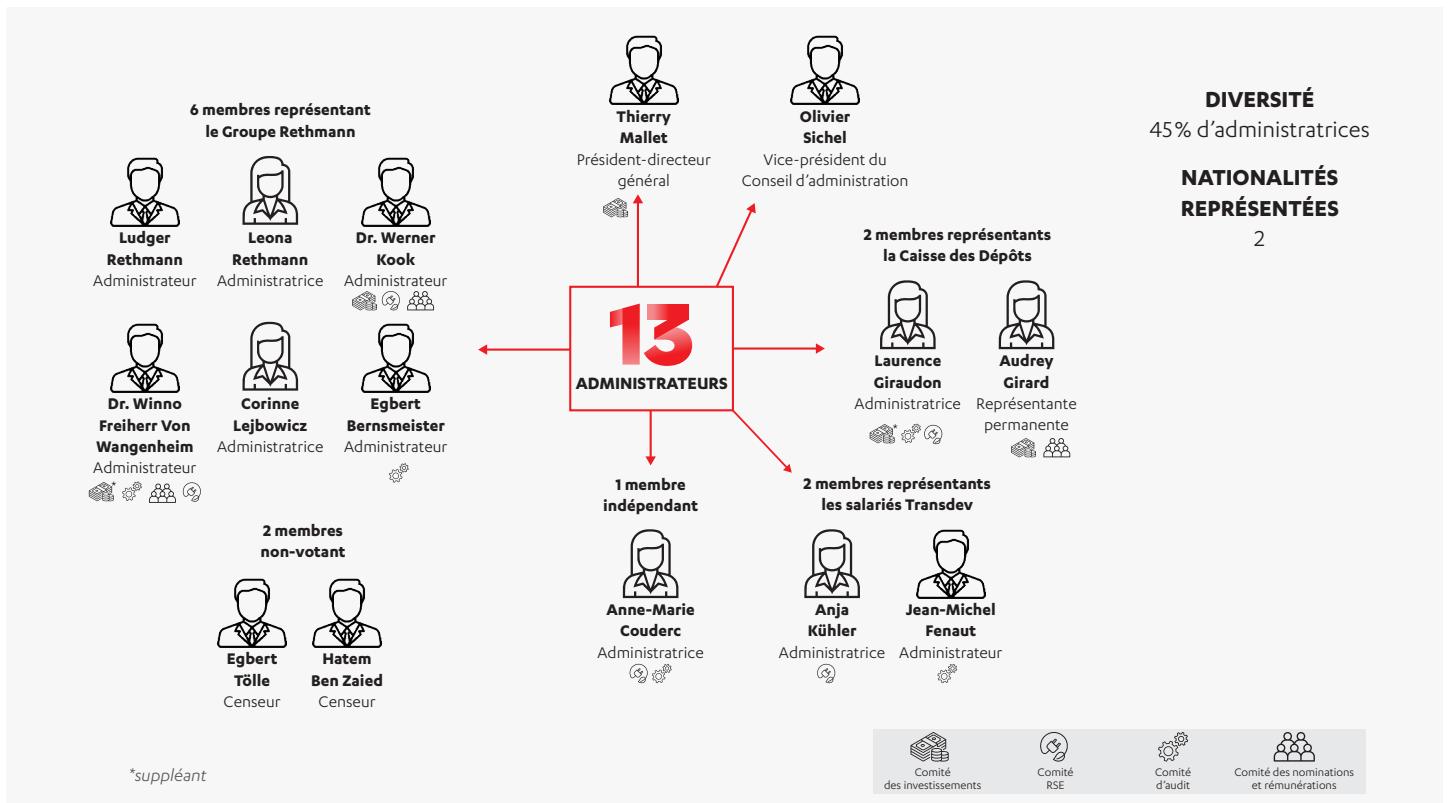 6 membres représentant
le Groupe Rethmann
Ludger
Rethmann
Administrateur
Leona
Rethmann
Administratrice
Dr. Werner
Kook
Administrateur
Dr. Winno
Freiherr Von
Wangenheim
Administrateur
*
Corinne
Lejbowicz
Administratrice
Egbert
Bernsmeister
Administrateur
2 membres
non-votant
Egbert
Tölle
Censeur
Hatem
Ben Zaied
Censeur
*suppléant
Thierry
Mallet
Président-directeur
général
Olivier
Sichel
Vice-président du
Conseil d'administration
13
ADMINISTRATEURS
2 membres représentants
la Caisse des Dépôts
Laurence
Giraudon
Administratrice
*
Audrey
Girard
Représentante
permanente
1 membre
indépendant
Anne-Marie
Couderc
Administratrice
2 membres représentants
les salariés Transdev
Anja
Kühler
Administratrice
Jean-Michel
Fenaut
Administrateur
DIVERSITÉ
45% d'administratrices
NATIONALITÉS
REPRÉSENTÉES
2
Comité
des investissements
Comité
RSE
Comité
d'audit
Comité des nominations
et rémunérations